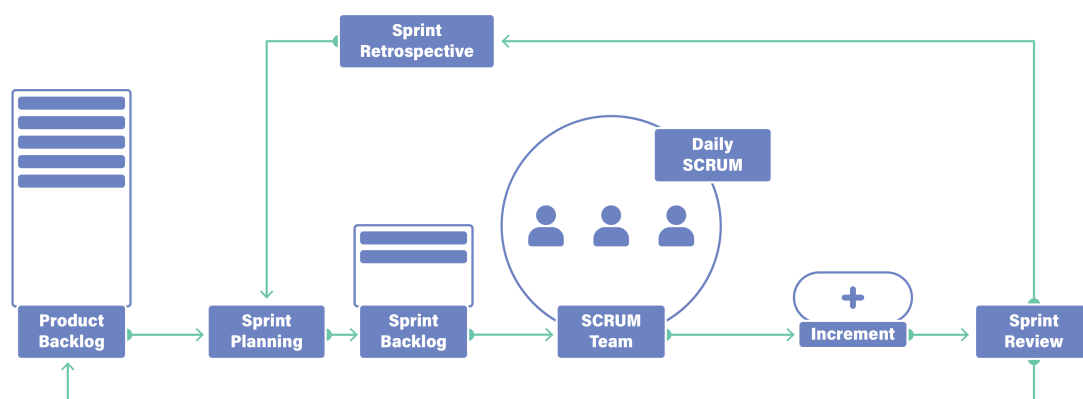 Sprint
Retrospective
Daily
SCRUM
Product
Backlog
Sprint
Planning
Sprint
Backlog
SCRUM
Team
Increment
Sprint
Review